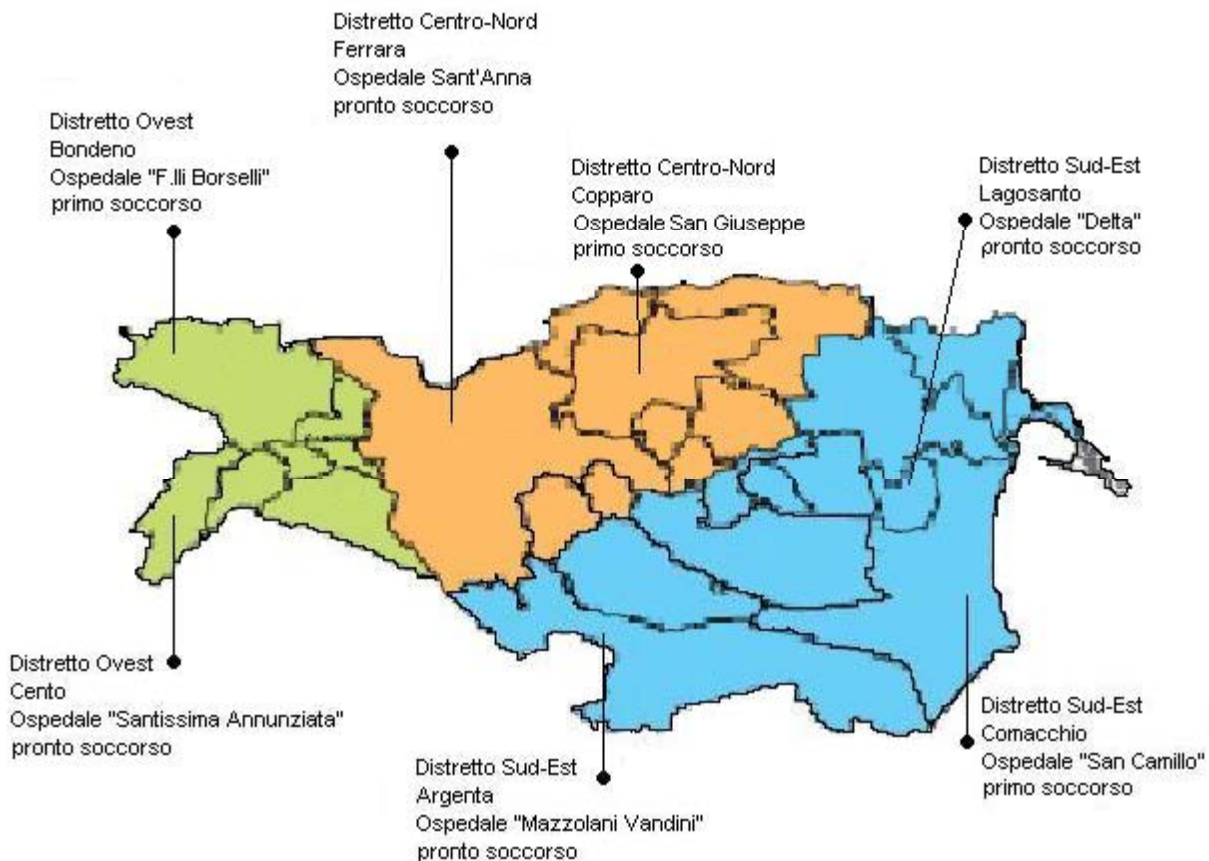 Distretto Centro-Nord
Ferrara
Ospedale Sant'Anna
pronto soccorso
Distretto Ovest
Bondeno
Ospedale "F.lli Borselli"
primo soccorso
Distretto Centro-Nord
Copparo
Ospedale San Giuseppe
primo soccorso
Distretto Sud-Est
Lagosanto
Ospedale "Delta"
pronto soccorso
Distretto Ovest
Cento
Ospedale "Santissima Annunziata"
pronto soccorso
Distretto Sud-Est
Argenta
Ospedale "Mazzolani Vandini"
pronto soccorso
Distretto Sud-Est
Comacchio
Ospedale "San Camillo"
primo soccorso